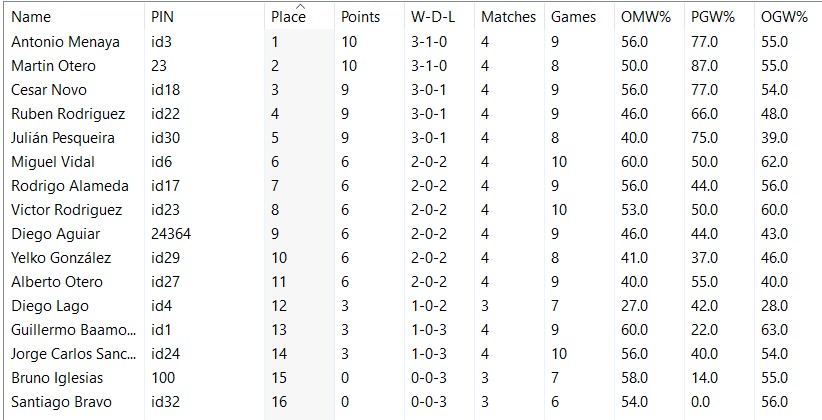 Name PIN Place Points W-D-L Matches Games OMW% PGW% OGW%
Antonio Menaya id3 1 10 3-1-0 4 9 56.0 77.0 55.0
Martin Otero 23 2 10 3-1-0 4 8 50.0 87.0 55.0
Cesar Novo id18 3 9 3-0-1 4 9 56.0 77.0 54.0
Ruben Rodriguez id22 4 9 3-0-1 4 9 46.0 66.0 48.0
Julián Pesqueira id30 5 9 3-0-1 4 8 40.0 75.0 39.0
Miguel Vidal id6 6 6 2-0-2 4 10 60.0 50.0 62.0
Rodrigo Alameda id17 7 6 2-0-2 4 9 56.0 44.0 56.0
Victor Rodriguez id23 8 6 2-0-2 4 10 53.0 50.0 60.0
Diego Aguiar 24364 9 6 2-0-2 4 9 46.0 44.0 43.0
Yelko González id29 10 6 2-0-2 4 8 41.0 37.0 46.0
Alberto Otero id27 11 6 2-0-2 4 9 40.0 55.0 40.0
Diego Lago id4 12 3 1-0-2 3 7 27.0 42.0 28.0
Guillermo Baamo... id1 13 3 1-0-3 4 9 60.0 22.0 63.0
Jorge Carlos Sanc... id24 14 3 1-0-3 4 10 56.0 40.0 54.0
Bruno Iglesias 100 15 0 0-0-3 3 7 58.0 14.0 55.0
Santiago Bravo id32 16 0 0-0-3 3 6 54.0 0.0 56.0